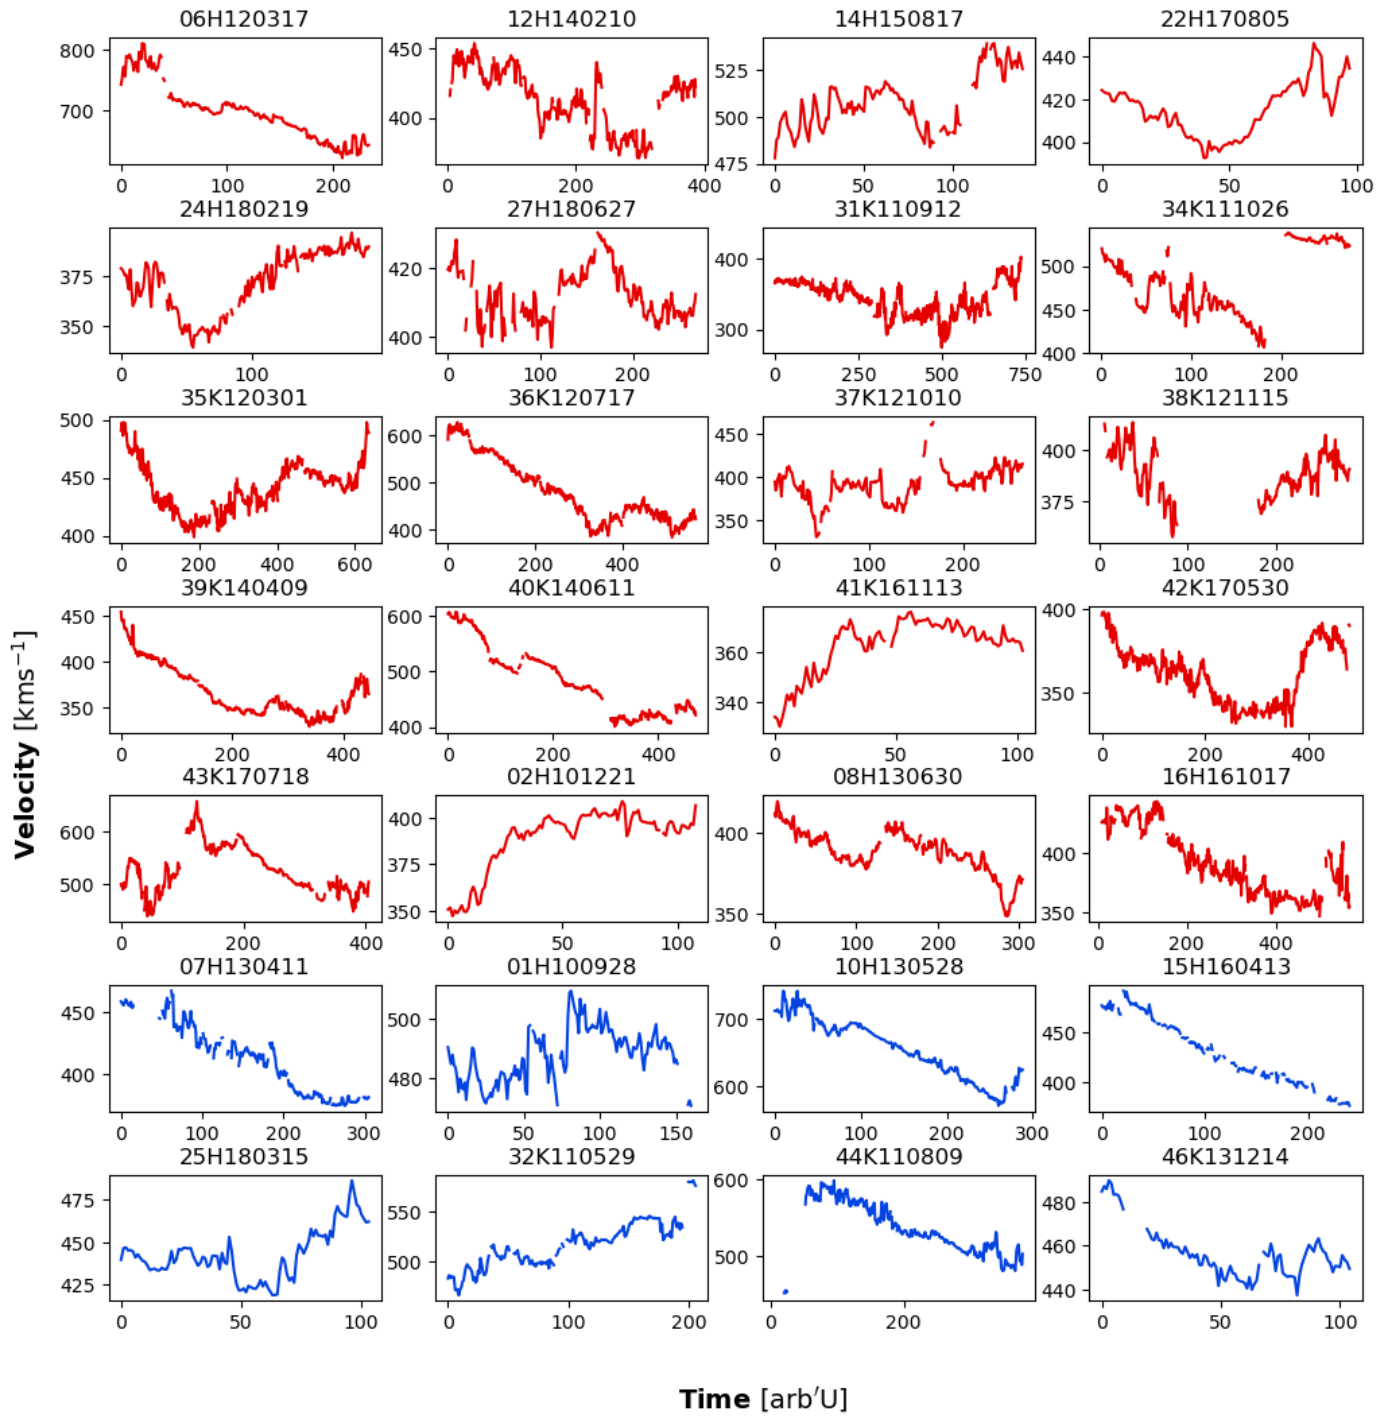 06H120317 12H140210 14H150817 22H170805
800 700 0 100 200
450 400 0 200 400
525 500 475 0 50 100
440 420 400 0 50 100
24H180219 27H180627 31K110912 34K111026
375 350 0 100
420 400 0 100 200
400 300 0 250 500 750
500 450 400 0 200
35K120301 36K120717 37K121010 38K121115
500 450 400 0 200 400 600
600 500 400 0 200 400
450 400 350 0 100 200
400 375 0 100 200
39K140409 40K140611 41K161113 42K170530
450 400 350 0 200 400
600 500 400 0 200 400
360 340 0 50 100
400 350 0 200 400
43K170718 02H101221 08H130630 16H161017
600 500 0 200 400
400 375 350 0 50 100
400 350 0 100 200 300
400 350 0 200 400
07H130411 01H100928 10H130528 15H160413
450 400 0 100 200 300
500 480 0 50 100 150
700 600 0 100 200 300
450 400 0 100 200
25H180315 32K110529 44K110809 46K131214
475 450 425 0 50 100
550 500 0 100 200
600 500 0 200
480 460 440 0 50 100
Velocity [kms⁻¹]
Time [arb′U]